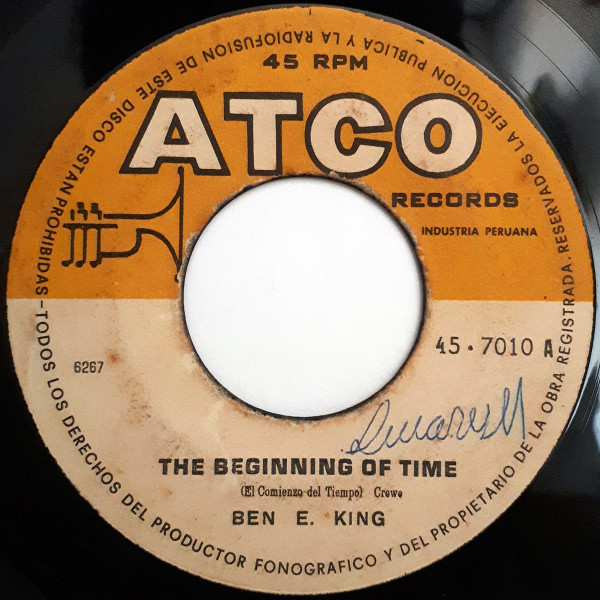 TODOS LOS DERECHOS DEL PRODUCTOR FONOGRAFICO Y DEL PROPIETARIO DE LA OBRA REGISTRADA. RESERVADOS LA EJECUCION PUBLICA Y LA RADIOFUSION DE ESTE DISCO ESTAN PROHIBIDAS –
45 RPM
ATCO
RECORDS
INDUSTRIA PERUANA
45 - 7010 A
6267
THE BEGINNING OF TIME
(El Comienzo del Tiempo) Crewe
BEN E. KING